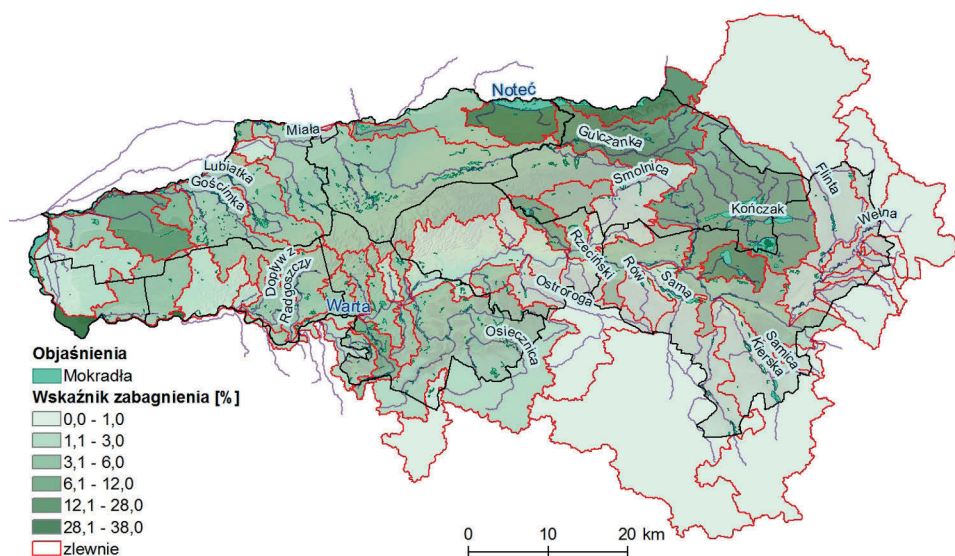 Noteć
Miała
Gulczanka
Lubiatka
Gościmka
Smolnica
Flinta
Kończak
Wełna
Dopływ z
Radgoszczy
Rzeciński
Rów
Sama
Ostroroga
Warta
Osiecznica
Samica
Kierska
Objaśnienia
Mokradła
Wskaźnik zabagnienia [%]
0,0 - 1,0
1,1 - 3,0
3,1 - 6,0
6,1 - 12,0
12,1 - 28,0
28,1 - 38,0
zlewnie
0 10 20 km